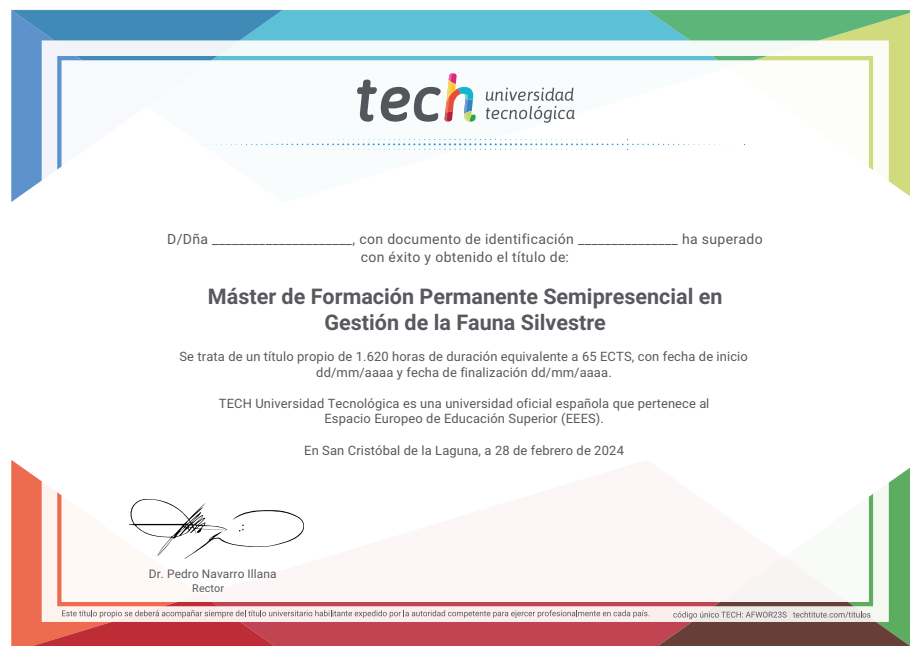 tech universidad
tecnológica
D/Dña _____________________, con documento de identificación _______________ ha superado
con éxito y obtenido el título de:
Máster de Formación Permanente Semipresencial en
Gestión de la Fauna Silvestre
Se trata de un título propio de 1.620 horas de duración equivalente a 65 ECTS, con fecha de inicio
dd/mm/aaaa y fecha de finalización dd/mm/aaaa.
TECH Universidad Tecnológica es una universidad oficial española que pertenece al
Espacio Europeo de Educación Superior (EEES).
En San Cristóbal de la Laguna, a 28 de febrero de 2024
Dr. Pedro Navarro Illana
Rector
Este título propio se deberá acompañar siempre del título universitario habilitante expedido por la autoridad competente para ejercer profesionalmente en cada país. código único TECH: AFWOR23S techtitute.com/titulos